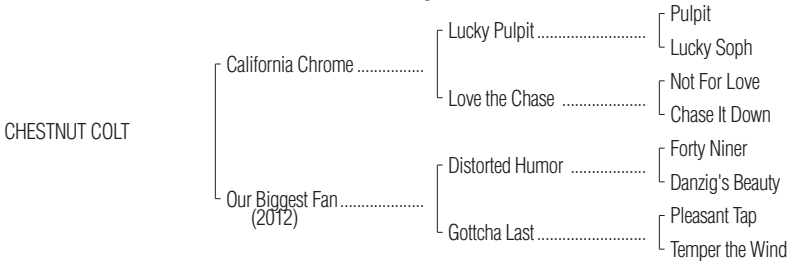 Pulpit
Lucky Pulpit ..........................
Lucky Soph
California Chrome ................
Not For Love
Love the Chase ....................
Chase It Down
CHESTNUT COLT
Forty Niner
Distorted Humor ..................
Danzig's Beauty
Our Biggest Fan ....................
(2012)
Pleasant Tap
Gottcha Last ..........................
Temper the Wind